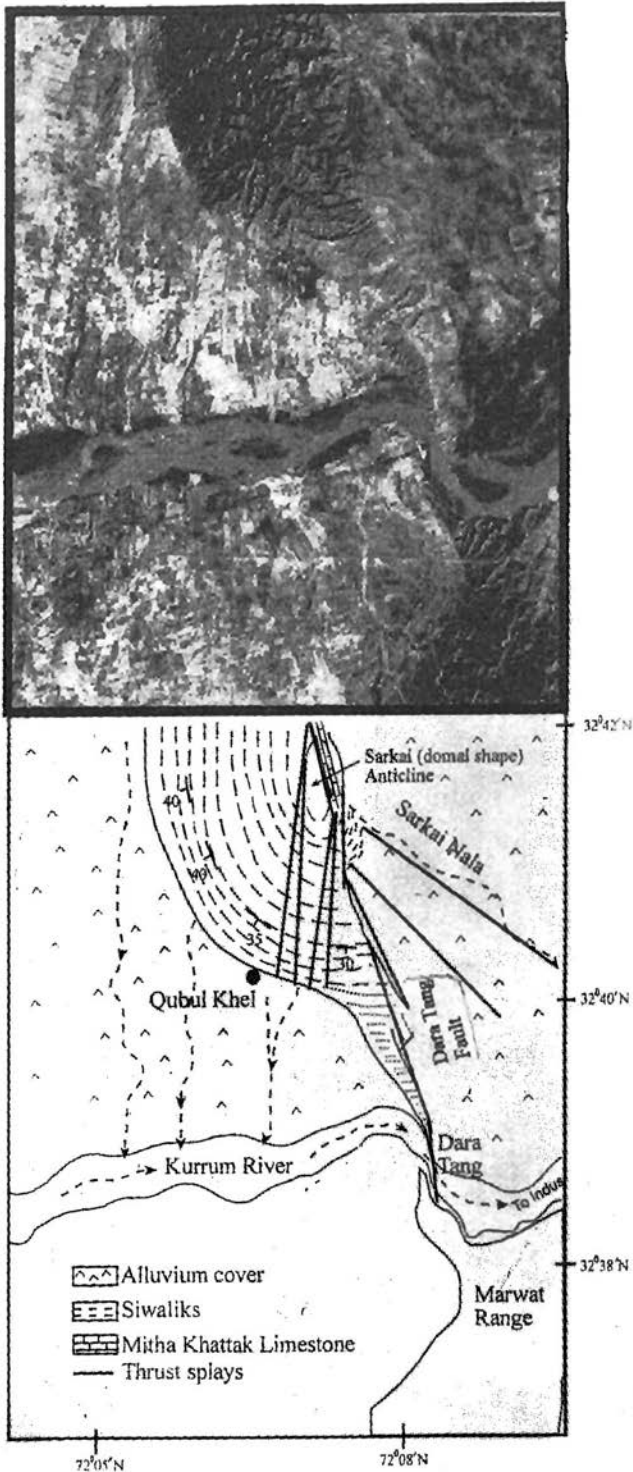 32°42'N
Sarkai (domal shape)
Anticline
Sarkai Nala
40
40
35
30
Qubul Khel
32°40'N
Dara Tang
Fault
Dara
Tang
Kurrum River
To Indus
32°38'N
Alluvium cover
Siwaliks
Mitha Khattak Limestone
Thrust splays
Marwat
Range
72°05'N
72°08'N